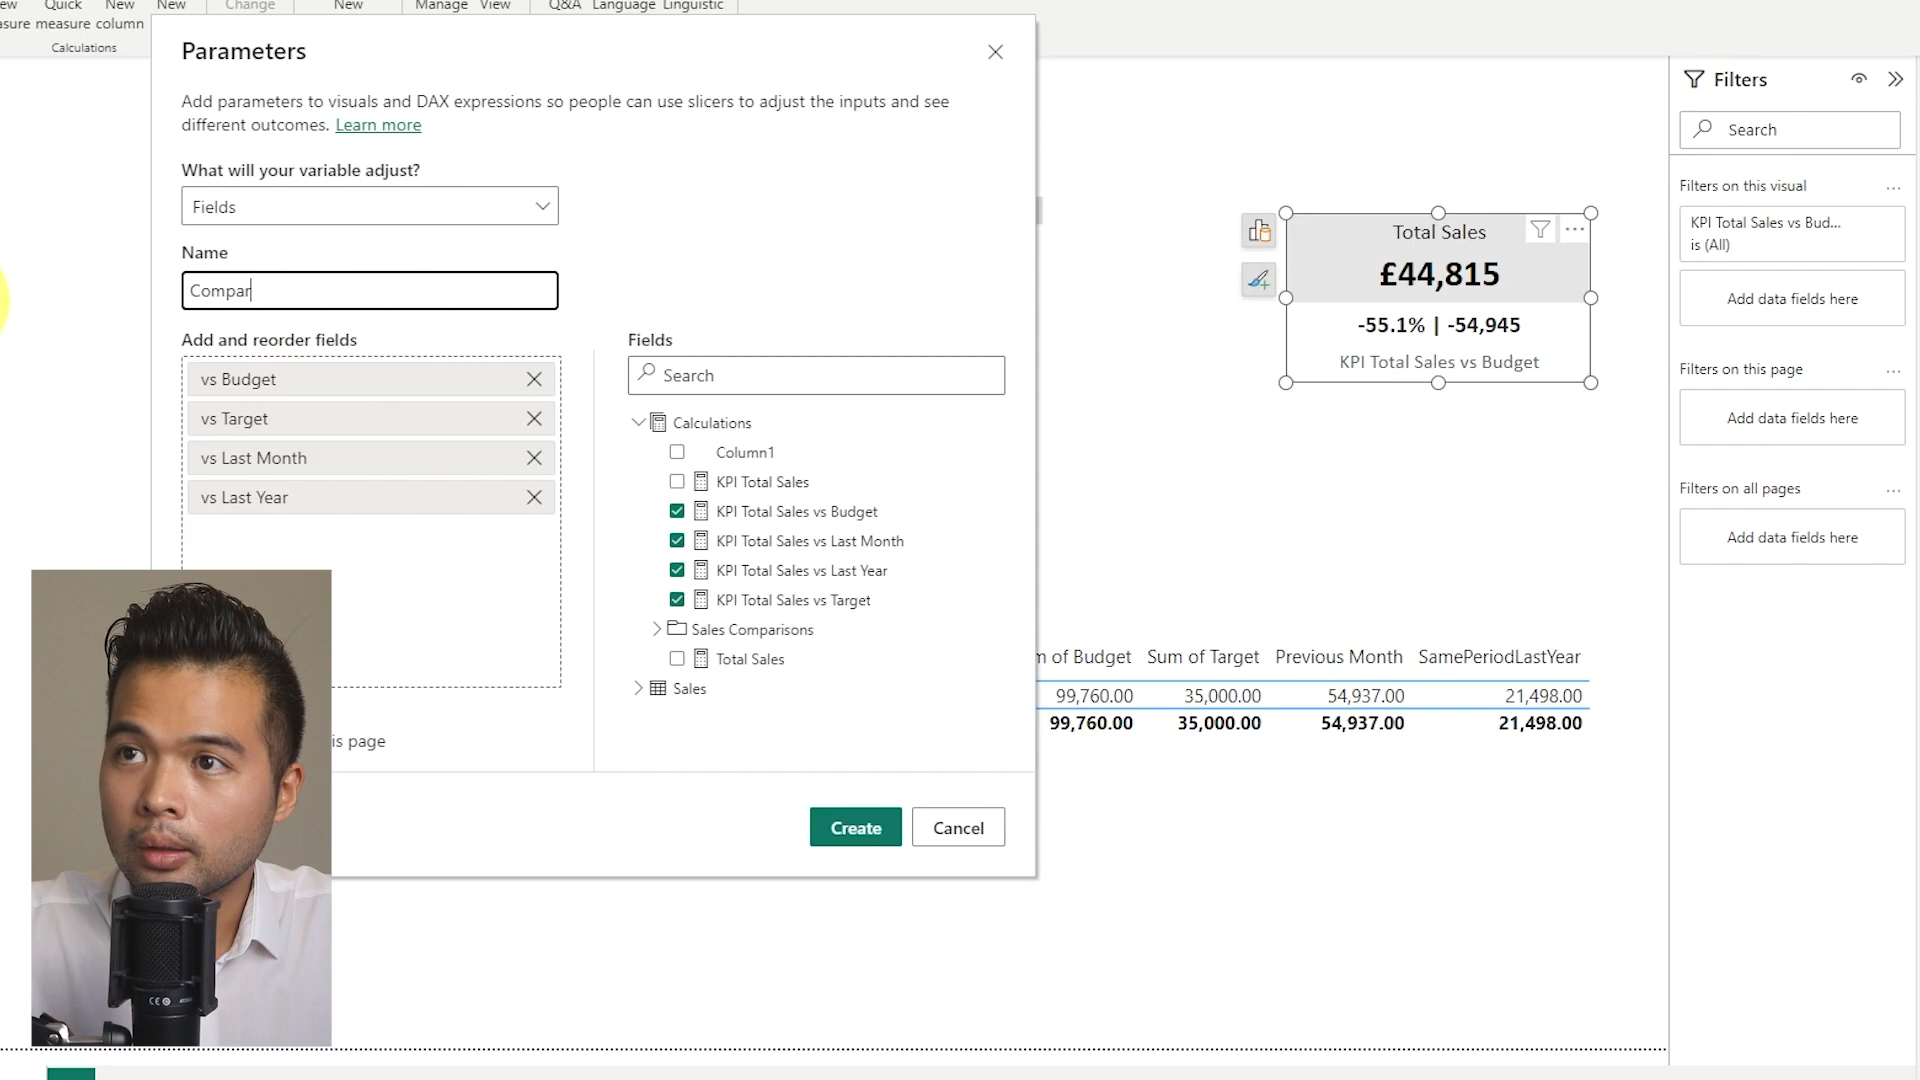 Quick New New Change New Manage View Q&A Language Linguistic
measure column
Calculations
Parameters
Add parameters to visuals and DAX expressions so people can use slicers to adjust the inputs and see
different outcomes. Learn more
What will your variable adjust?
Fields
Name
Compar
Add and reorder fields
vs Budget
vs Target
vs Last Month
vs Last Year
is page
Fields
Search
Calculations
Column1
KPI Total Sales
KPI Total Sales vs Budget
KPI Total Sales vs Last Month
KPI Total Sales vs Last Year
KPI Total Sales vs Target
Sales Comparisons
Total Sales
Sales
Create Cancel
Total Sales
£44,815
-55.1% | -54,945
KPI Total Sales vs Budget
of Budget Sum of Target Previous Month SamePeriodLastYear
99,760.00 35,000.00 54,937.00 21,498.00
99,760.00 35,000.00 54,937.00 21,498.00
Filters
Search
Filters on this visual ...
KPI Total Sales vs Bud...
is (All)
Add data fields here
Filters on this page ...
Add data fields here
Filters on all pages ...
Add data fields here